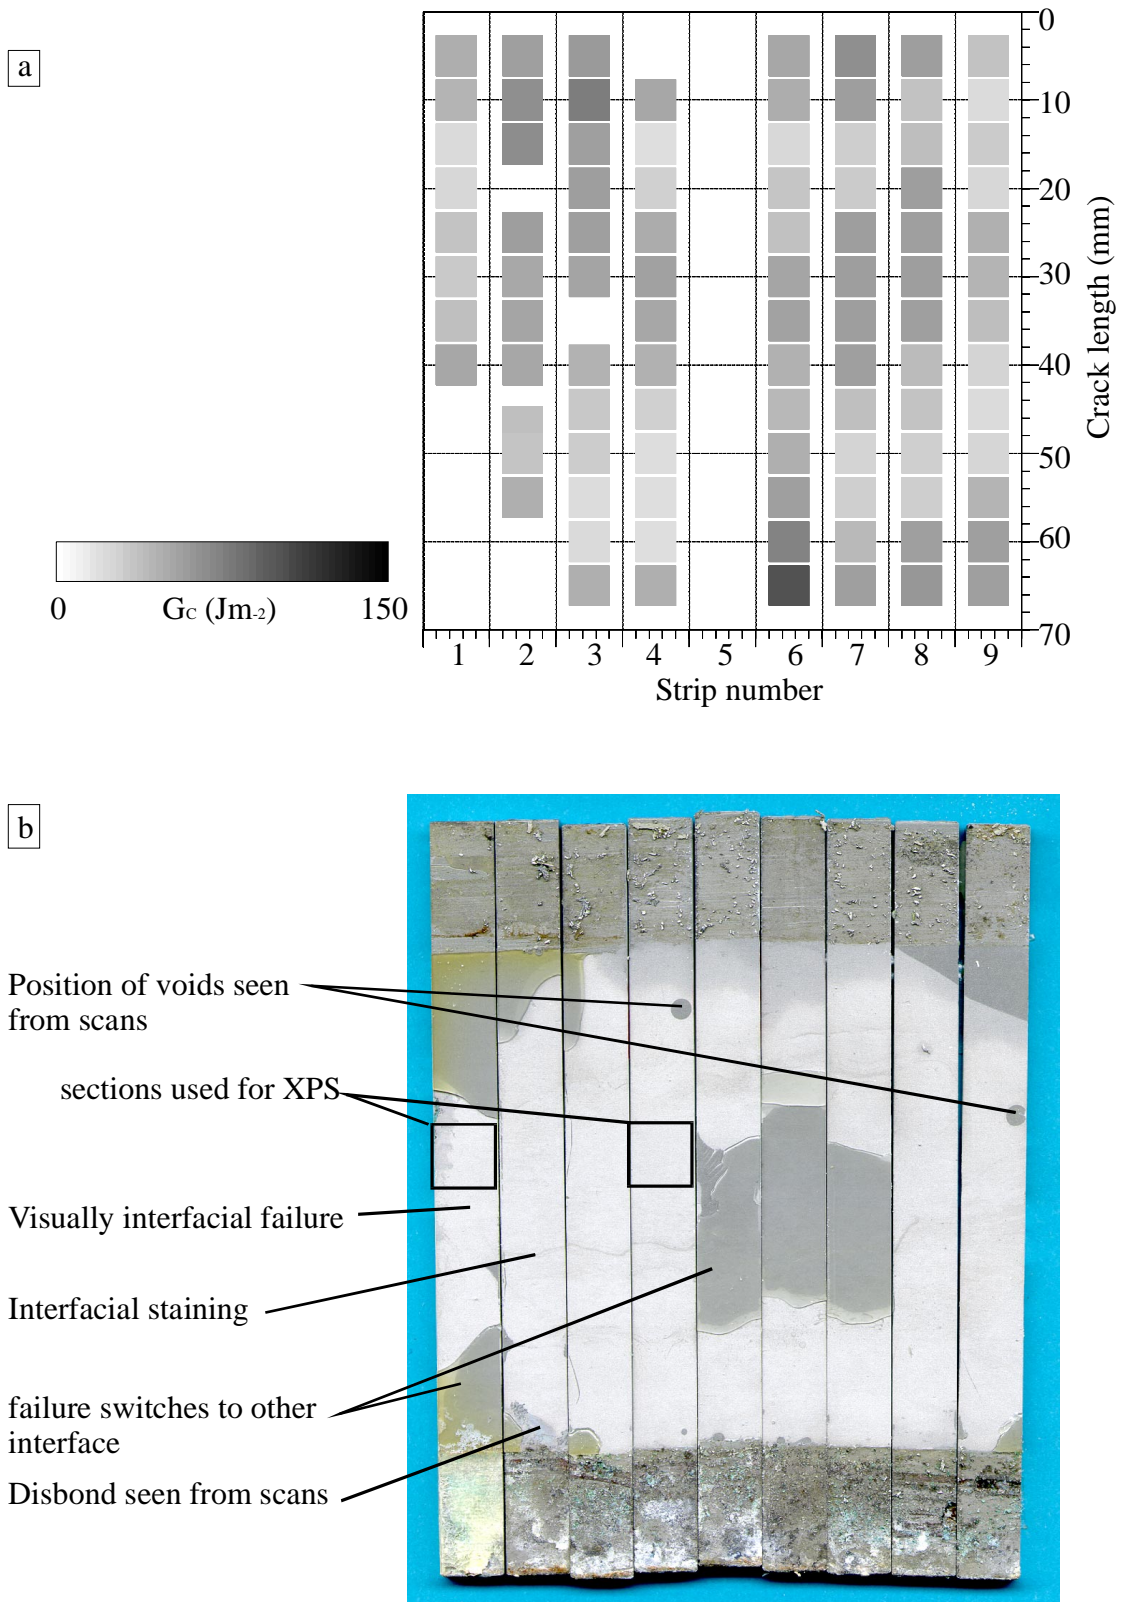 a
0
10
20
30
40
50
60
70
Crack length (mm)
0 Gc (Jm-2) 150
1 2 3 4 5 6 7 8 9
Strip number
b
Position of voids seen
from scans
sections used for XPS
Visually interfacial failure
Interfacial staining
failure switches to other
interface
Disbond seen from scans